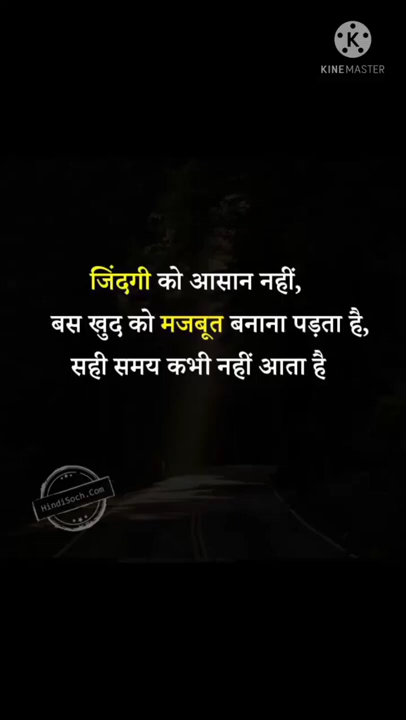 KINEMASTER
जिंदगी को आसान नहीं,
बस खुद को मजबूत बनाना पड़ता है,
सही समय कभी नहीं आता है
HindiSoch.Com